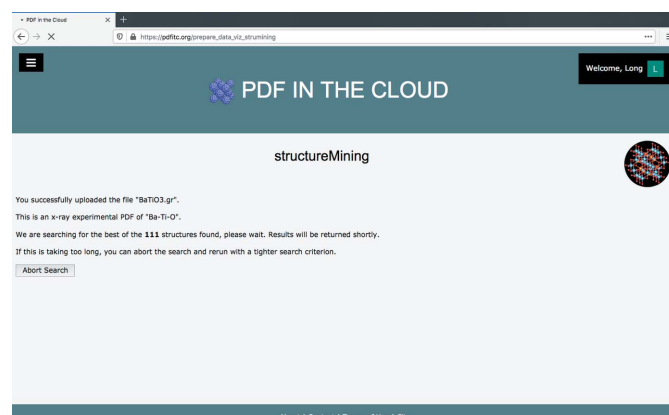 PDF in the Cloud
https://pdfitc.org/prepare_data_viz_strumining
Welcome, Long L
PDF IN THE CLOUD
structureMining
You successfully uploaded the file "BaTiO3.gr".
This is an x-ray experimental PDF of "Ba-Ti-O".
We are searching for the best of the 111 structures found, please wait. Results will be returned shortly.
If this is taking too long, you can abort the search and rerun with a tighter search criterion.
Abort Search